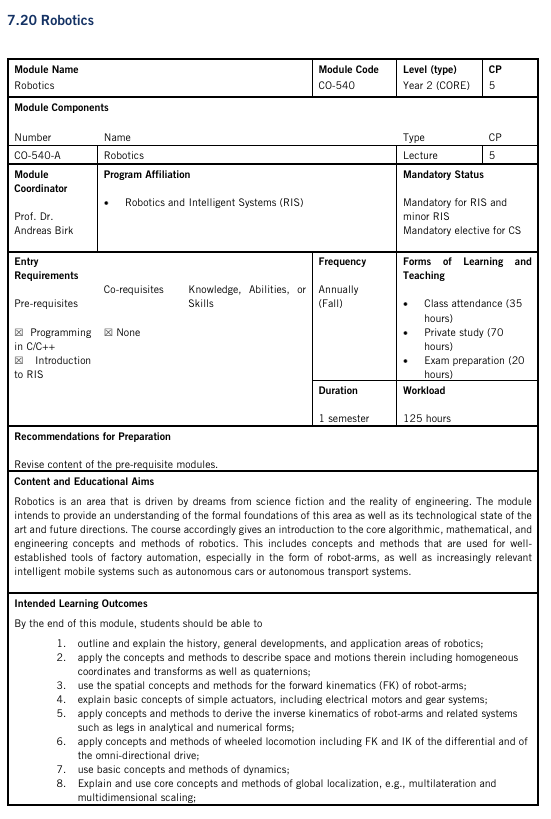 7.20 Robotics
Module Name
Robotics
Module Code
CO-540
Level (type)
Year 2 (CORE)
CP
5
Module Components
Number Name Type CP
CO-540-A Robotics Lecture 5
Module
Coordinator
Prof. Dr.
Andreas Birk
Program Affiliation
• Robotics and Intelligent Systems (RIS)
Mandatory Status
Mandatory for RIS and
minor RIS
Mandatory elective for CS
Entry
Requirements
Pre-requisites
☒ Programming
in C/C++
☒ Introduction
to RIS
Co-requisites
☒ None
Knowledge, Abilities, or
Skills
Frequency
Annually
(Fall)
Forms of Learning and
Teaching
• Class attendance (35
hours)
• Private study (70
hours)
• Exam preparation (20
hours)
Duration
1 semester
Workload
125 hours
Recommendations for Preparation
Revise content of the pre-requisite modules.
Content and Educational Aims
Robotics is an area that is driven by dreams from science fiction and the reality of engineering. The module
intends to provide an understanding of the formal foundations of this area as well as its technological state of the
art and future directions. The course accordingly gives an introduction to the core algorithmic, mathematical, and
engineering concepts and methods of robotics. This includes concepts and methods that are used for well-
established tools of factory automation, especially in the form of robot-arms, as well as increasingly relevant
intelligent mobile systems such as autonomous cars or autonomous transport systems.
Intended Learning Outcomes
By the end of this module, students should be able to
1. outline and explain the history, general developments, and application areas of robotics;
2. apply the concepts and methods to describe space and motions therein including homogeneous
coordinates and transforms as well as quaternions;
3. use the spatial concepts and methods for the forward kinematics (FK) of robot-arms;
4. explain basic concepts of simple actuators, including electrical motors and gear systems;
5. apply concepts and methods to derive the inverse kinematics of robot-arms and related systems
such as legs in analytical and numerical forms;
6. apply concepts and methods of wheeled locomotion including FK and IK of the differential and of
the omni-directional drive;
7. use basic concepts and methods of dynamics;
8. Explain and use core concepts and methods of global localization, e.g., multilateration and
multidimensional scaling;